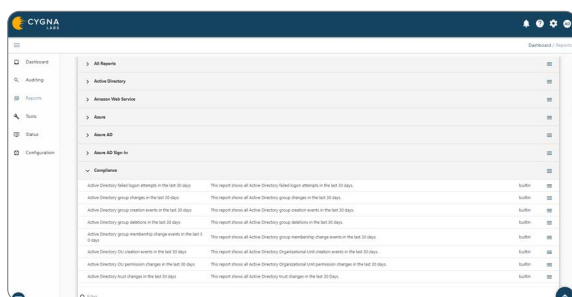 CYGNA
LABS
Dashboard / Reports
Dashboard
Auditing
Reports
Tools
Status
Configuration
All Reports
Active Directory
Amazon Web Service
Azure
Azure AD
Azure AD Sign-In
Compliance
Active Directory failed logon attempts in the last 30 days This report shows all Active Directory failed logon attempts in the last 30 days. builtin
Active Directory group changes in the last 30 days This report shows all Active Directory group changes in the last 30 days. builtin
Active Directory group creation events in the last 30 days This report shows all Active Directory group creation events in the last 30 days. builtin
Active Directory group deletions in the last 30 days This report shows all Active Directory group deletions in the last 30 days. builtin
Active Directory group membership change events in the last 3
0 days This report shows all Active Directory group membership change events in the last 30 days. builtin
Active Directory OU creation events in the last 30 days This report shows all Active Directory Organizational Unit creation events in the last 30 days. builtin
Active Directory OU permission changes in the last 30 days This report shows all Active Directory Organizational Unit permission changes in the last 30 days. builtin
Active Directory trust changes in the last 30 days This report shows all Active Directory trust changes in the last 30 Days. builtin